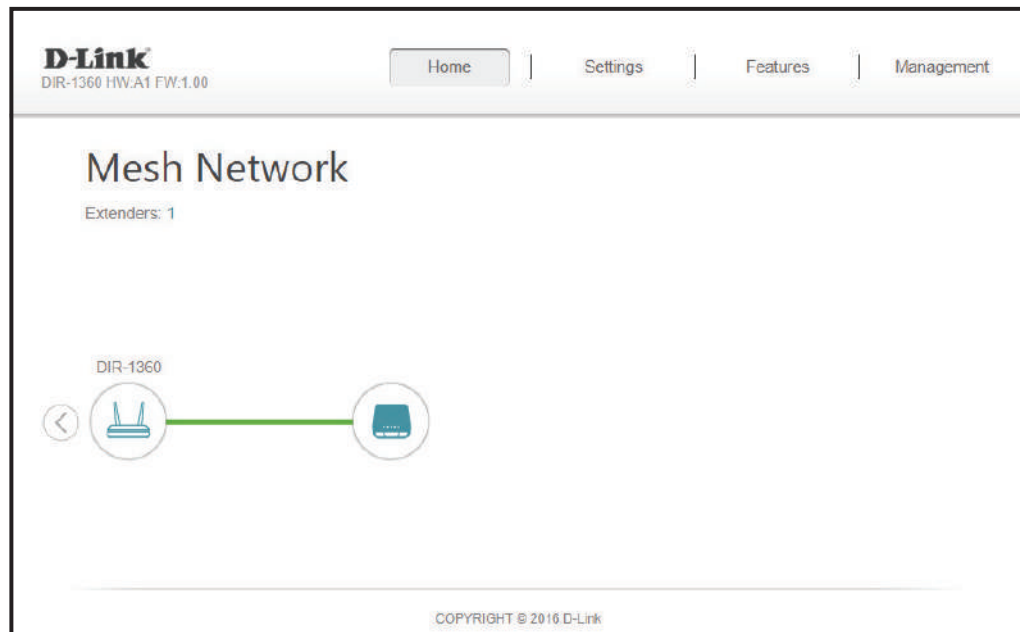 D-Link
DIR-1360 HW:A1 FW:1.00
Home | Settings | Features | Management
Mesh Network
Extenders: 1
DIR-1360
COPYRIGHT © 2016 D-Link